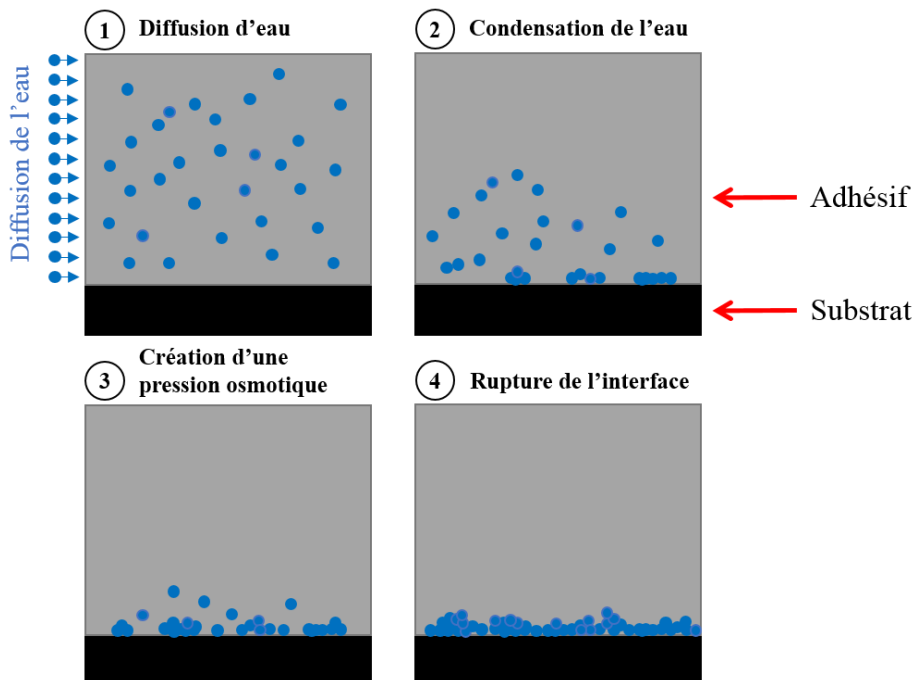 1 Diffusion d’eau
2 Condensation de l’eau
Diffusion de l’eau
Adhésif
Substrat
3 Création d’une
pression osmotique
4 Rupture de l’interface